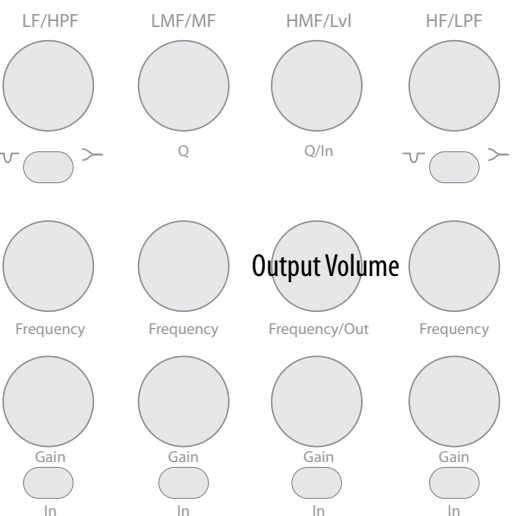 LF/HPF LMF/MF HMF/Lvl HF/LPF
Q Q/In
Output Volume
Frequency Frequency Frequency/Out Frequency
Gain Gain Gain Gain
In In In In